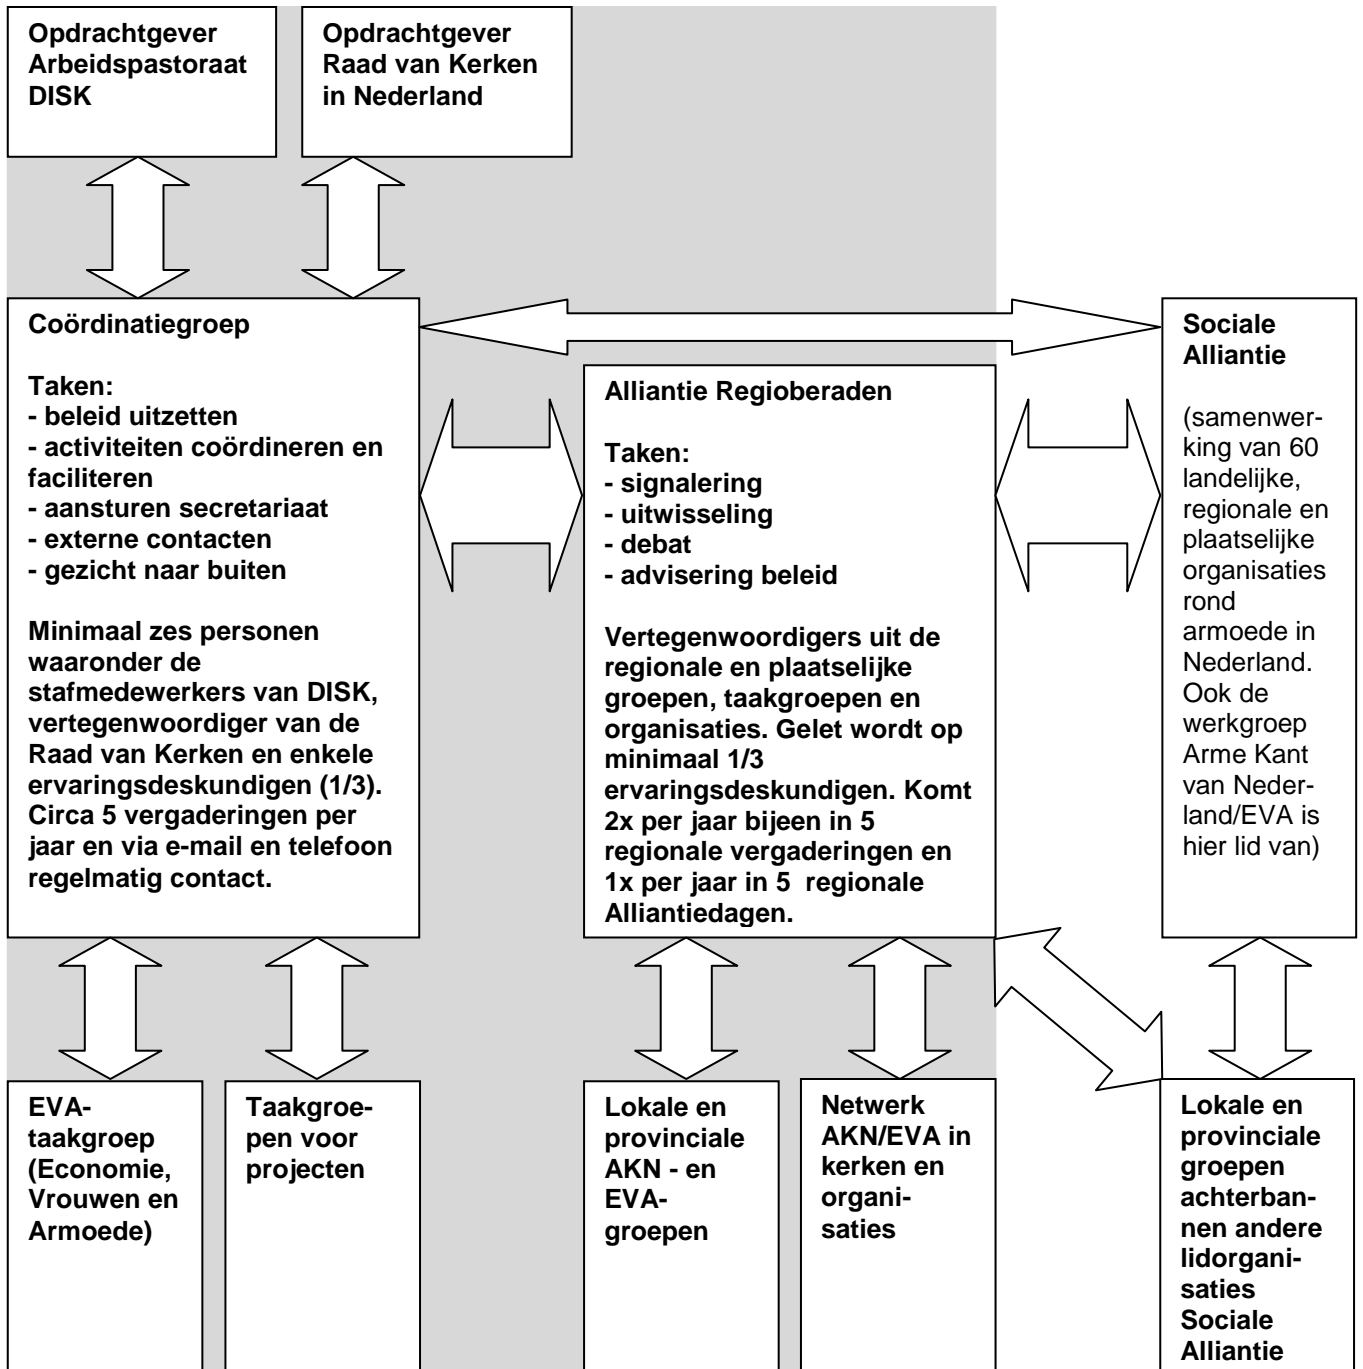 Opdrachtgever
Arbeidspastoraat
DISK
Opdrachtgever
Raad van Kerken
in Nederland
Coördinatiegroep
Taken:
- beleid uitzetten
- activiteiten coördineren en
faciliteren
- aansturen secretariaat
- externe contacten
- gezicht naar buiten
Minimaal zes personen
waaronder de
stafmedewerkers van DISK,
vertegenwoordiger van de
Raad van Kerken en enkele
ervaringsdeskundigen (1/3).
Circa 5 vergaderingen per
jaar en via e-mail en telefoon
regelmatig contact.
Alliantie Regioberaden
Taken:
- signalering
- uitwisseling
- debat
- advisering beleid
Vertegenwoordigers uit de
regionale en plaatselijke
groepen, taakgroepen en
organisaties. Gelet wordt op
minimaal 1/3
ervaringsdeskundigen. Komt
2x per jaar bijeen in 5
regionale vergaderingen en
1x per jaar in 5 regionale
Alliantiedagen.
Sociale
Alliantie
(samenwer-
king van 60
landelijke,
regionale en
plaatselijke
organisaties
rond
armoede in
Nederland.
Ook de
werkgroep
Arme Kant
van Neder-
land/EVA is
hier lid van)
EVA-
taakgroep
(Economie,
Vrouwen en
Armoede)
Taakgroe-
pen voor
projecten
Lokale en
provinciale
AKN - en
EVA-
groepen
Netwerk
AKN/EVA in
kerken en
organi-
saties
Lokale en
provinciale
groepen
achterban-
nen andere
lidorgani-
saties
Sociale
Alliantie